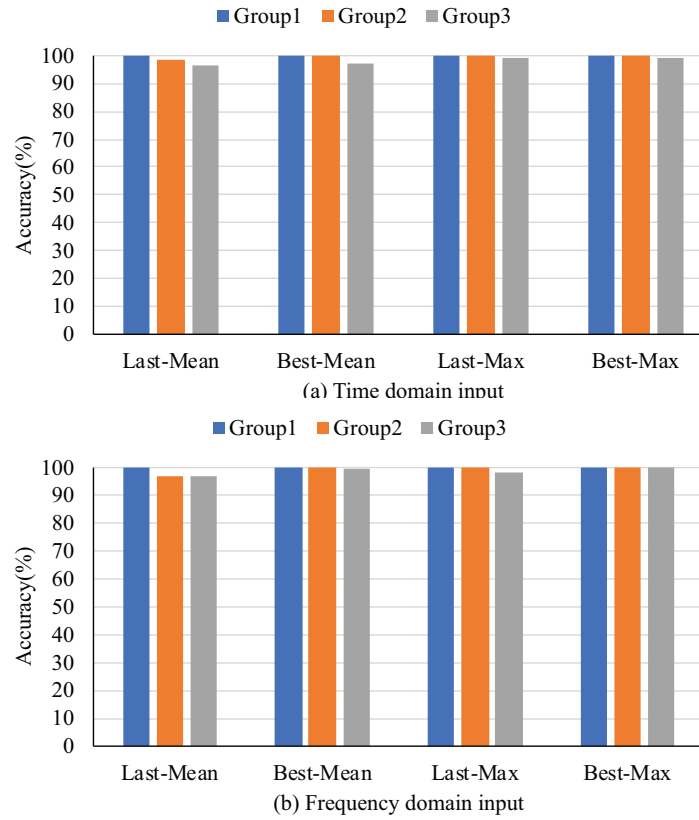 Group1 Group2 Group3
100
90
80
70
60
50
40
30
20
10
0
Accuracy(%)
Last-Mean Best-Mean Last-Max Best-Max
(a) Time domain input
Group1 Group2 Group3
100
90
80
70
60
50
40
30
20
10
0
Accuracy(%)
Last-Mean Best-Mean Last-Max Best-Max
(b) Frequency domain input